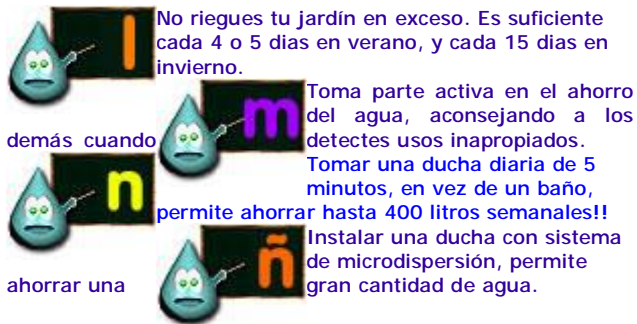 l
No riegues tu jardín en exceso. Es suficiente
cada 4 o 5 dias en verano, y cada 15 dias en
invierno.
m
Toma parte activa en el ahorro
del agua, aconsejando a los
demás cuando detectes usos inapropiados.
n
Tomar una ducha diaria de 5
minutos, en vez de un baño,
permite ahorrar hasta 400 litros semanales!!
ñ
Instalar una ducha con sistema
de microdispersión, permite
ahorrar una gran cantidad de agua.